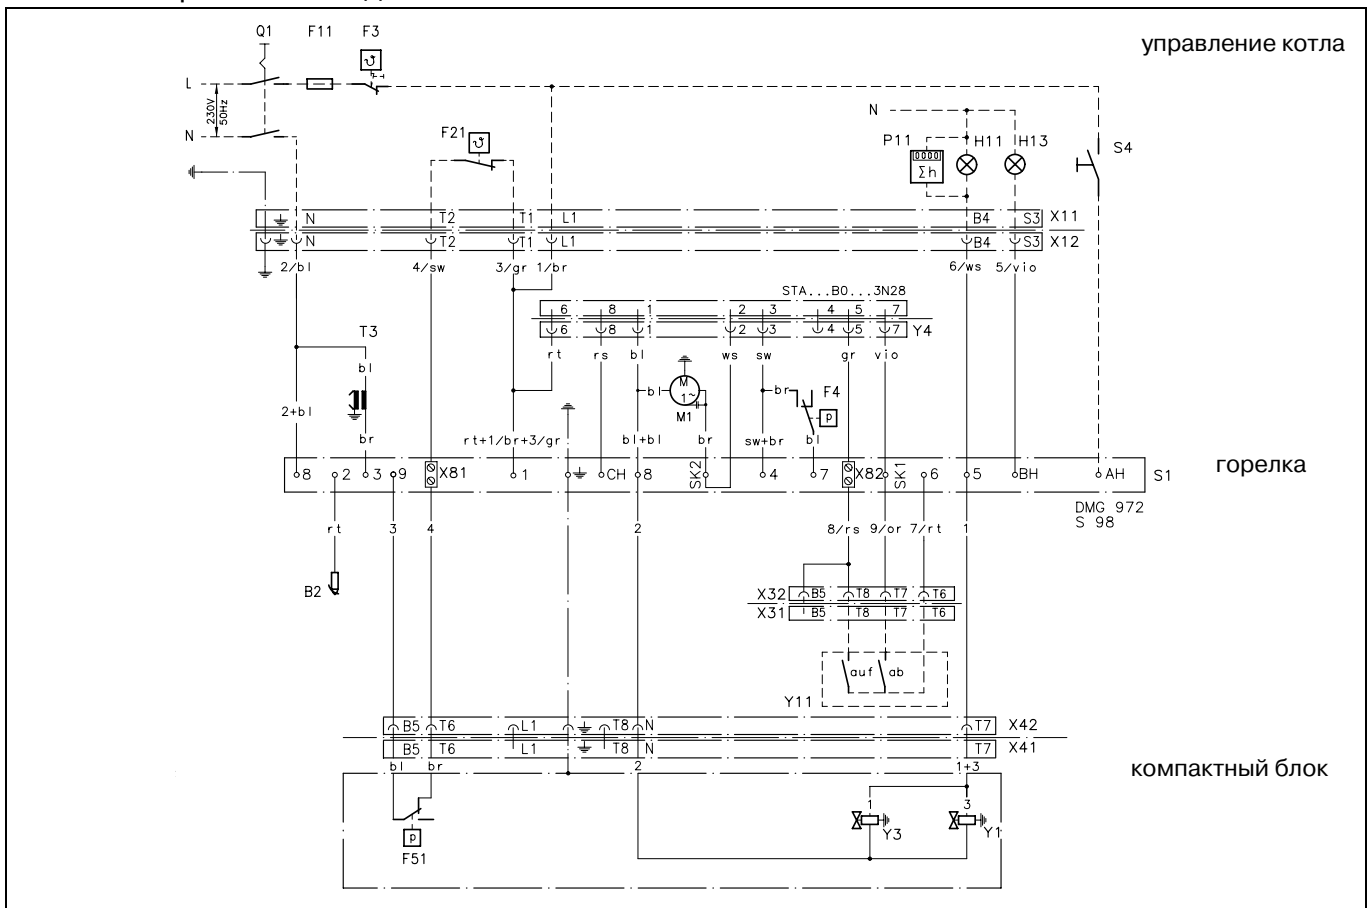 Q1 F11 F3
управление котла
L
230V
50Hz
N
F21
N
P11 H11 H13
Σh
S4
N T2 T1 L1 B4 S3 X11
N T2 T1 L1 B4 S3 X12
2/bl 4/sw 3/gr 1/br 6/ws 5/vio
STA...B0...3N28
6 8 1 2 3 4 5 7
6 8 1 2 3 4 5 7 Y4
T3
rt rs bl ws sw gr vio
bl
M
1~
M1
bl
br F4
p
2+bl
br
rt+1/br+3/gr bl+bl br sw+br bl
8 2 3 9 X81 1 CH 8 SK2 4 7 X82 SK1 6 5 BH AH S1
горелка
DMG 972
S 98
rt 3 4 2 8/rs 9/or 7/rt 1
B2
X32 B5 T8 T7 T6
X31 B5 T8 T7 T6
auf ab
Y11
B5 T6 L1 T8 N T7 X42
B5 T6 L1 T8 N T7 X41
bl br 2 1+3
компактный блок
1 3
Y3 Y1
p
F51